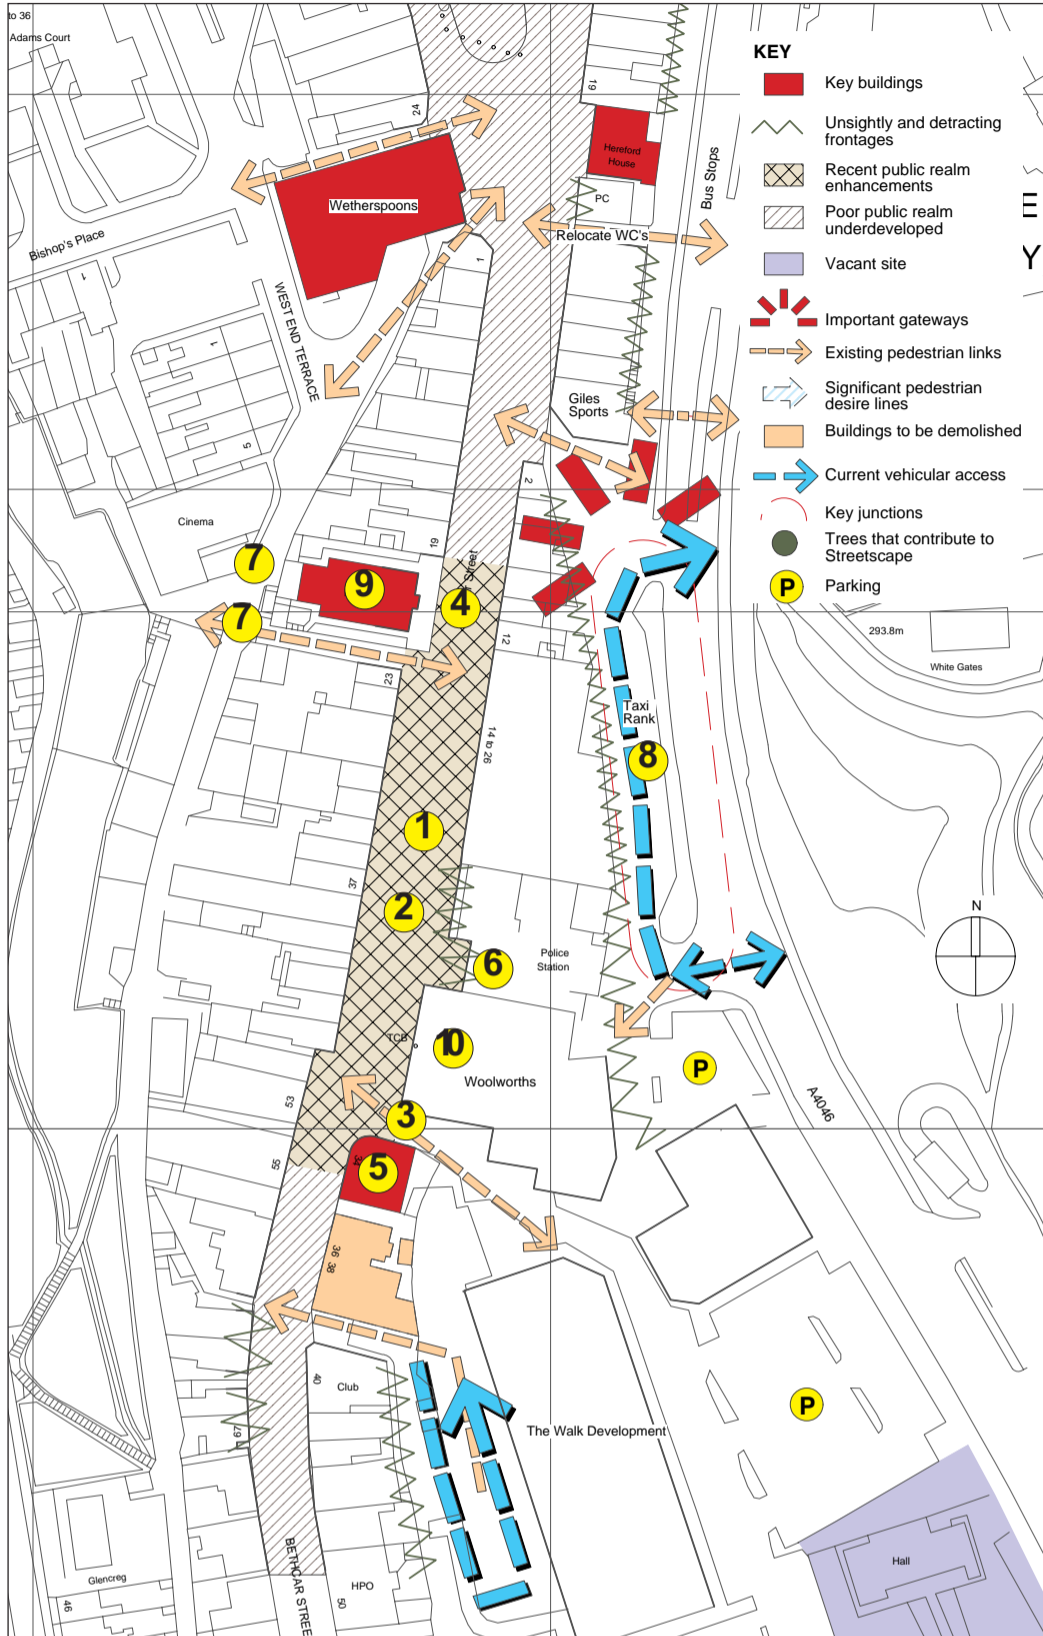 to 36
Adams Court
24
61
KEY
Key buildings
Unsightly and detracting
frontages
Recent public realm
enhancements
Poor public realm
underdeveloped
Vacant site
Important gateways
Existing pedestrian links
Significant pedestrian
desire lines
Buildings to be demolished
Current vehicular access
Key junctions
Trees that contribute to
Streetscape
P
Parking
E
Y
Hereford
House
Bus Stops
PC
Wetherspoons
Relocate WC's
Bishop's Place
1
1
WEST END TERRACE
1
5
Giles
Sports
2
Cinema
19
Street
7
9
4
7
12
293.8m
White Gates
23
14 to 26
Taxi
Rank
8
1
37
2
6
Police
Station
N
TCB
10
Woolworths
P
A4046
53
3
55
34
5
36
38
40
Club
P
The Walk Development
67
BETHCAR STREET
HPO
50
Hall
Glencreg
46